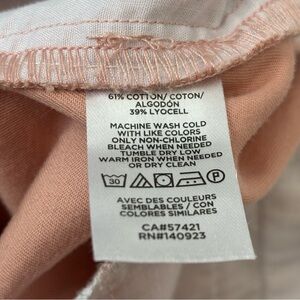 61% COTTON/ COTON/
ALGODÓN
39% LYOCELL
MACHINE WASH COLD
WITH LIKE COLORS
ONLY NON-CHLORINE
BLEACH WHEN NEEDED
TUMBLE DRY LOW
WARM IRON WHEN NEEDED
OR DRY CLEAN
30 P
AVEC DES COULEURS
SEMBLABLES / CON
COLORES SIMILARES
CA#57421
RN#140923